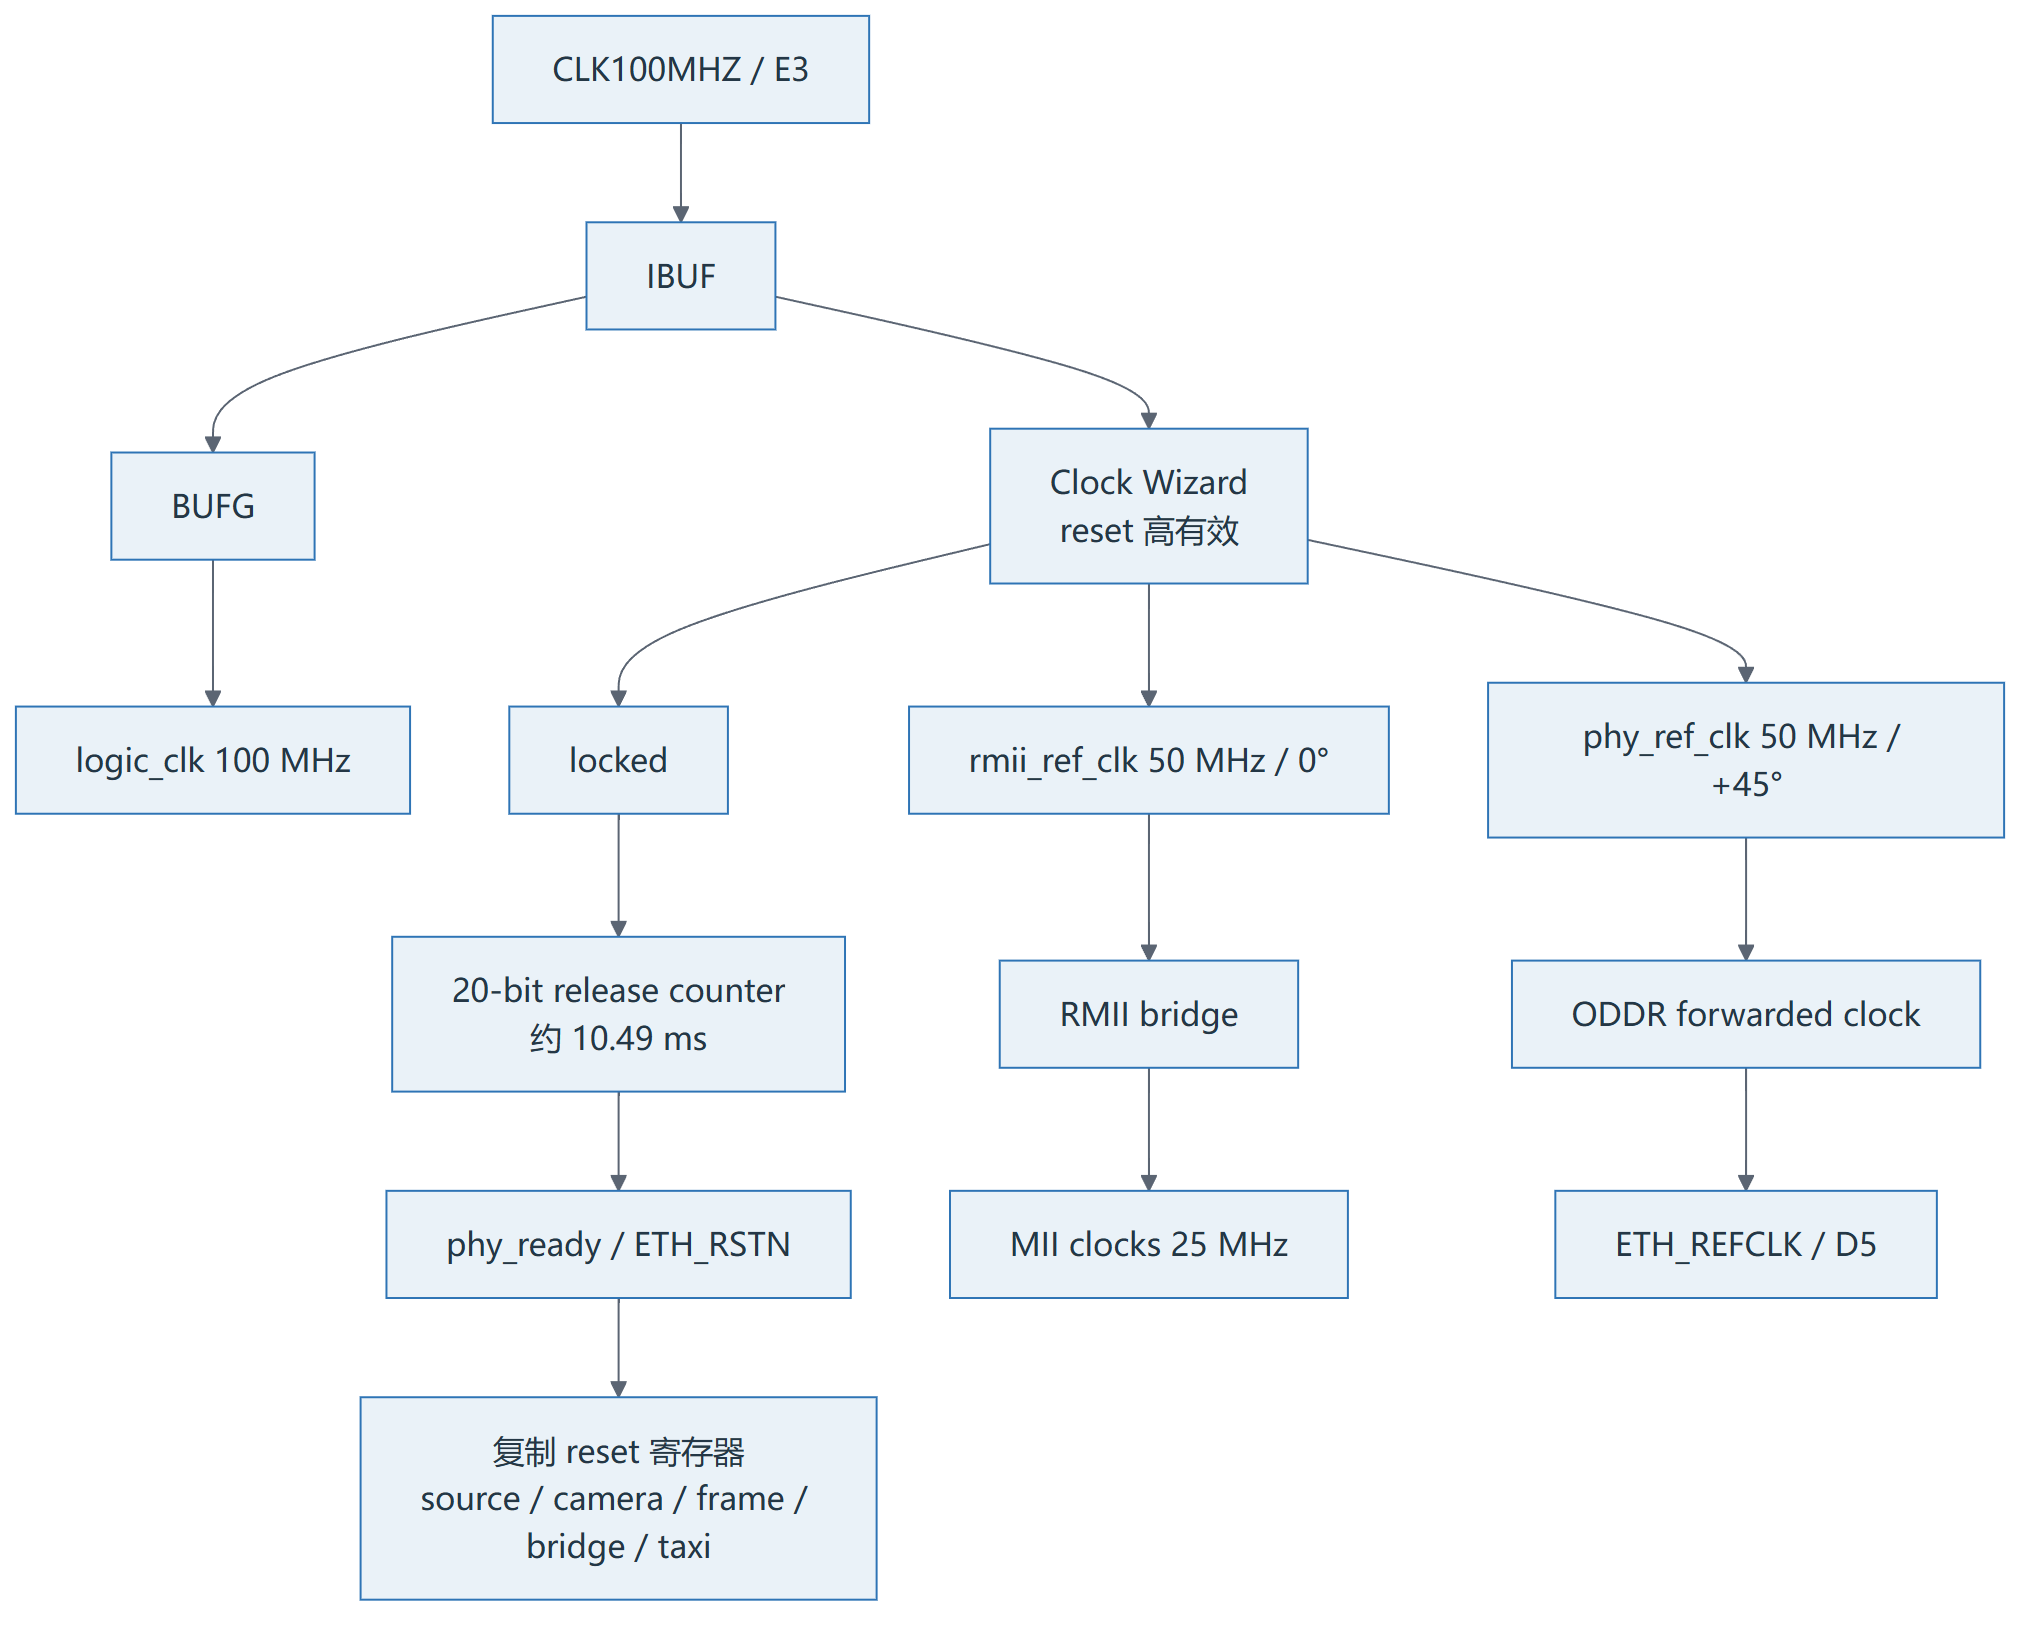 CLK100MHZ / E3
IBUF
BUFG
Clock Wizard
reset 高有效
logic_clk 100 MHz
locked
rmii_ref_clk 50 MHz / 0°
phy_ref_clk 50 MHz /
+45°
20-bit release counter
约 10.49 ms
RMII bridge
ODDR forwarded clock
phy_ready / ETH_RSTN
MII clocks 25 MHz
ETH_REFCLK / D5
复制 reset 寄存器
source / camera / frame /
bridge / taxi